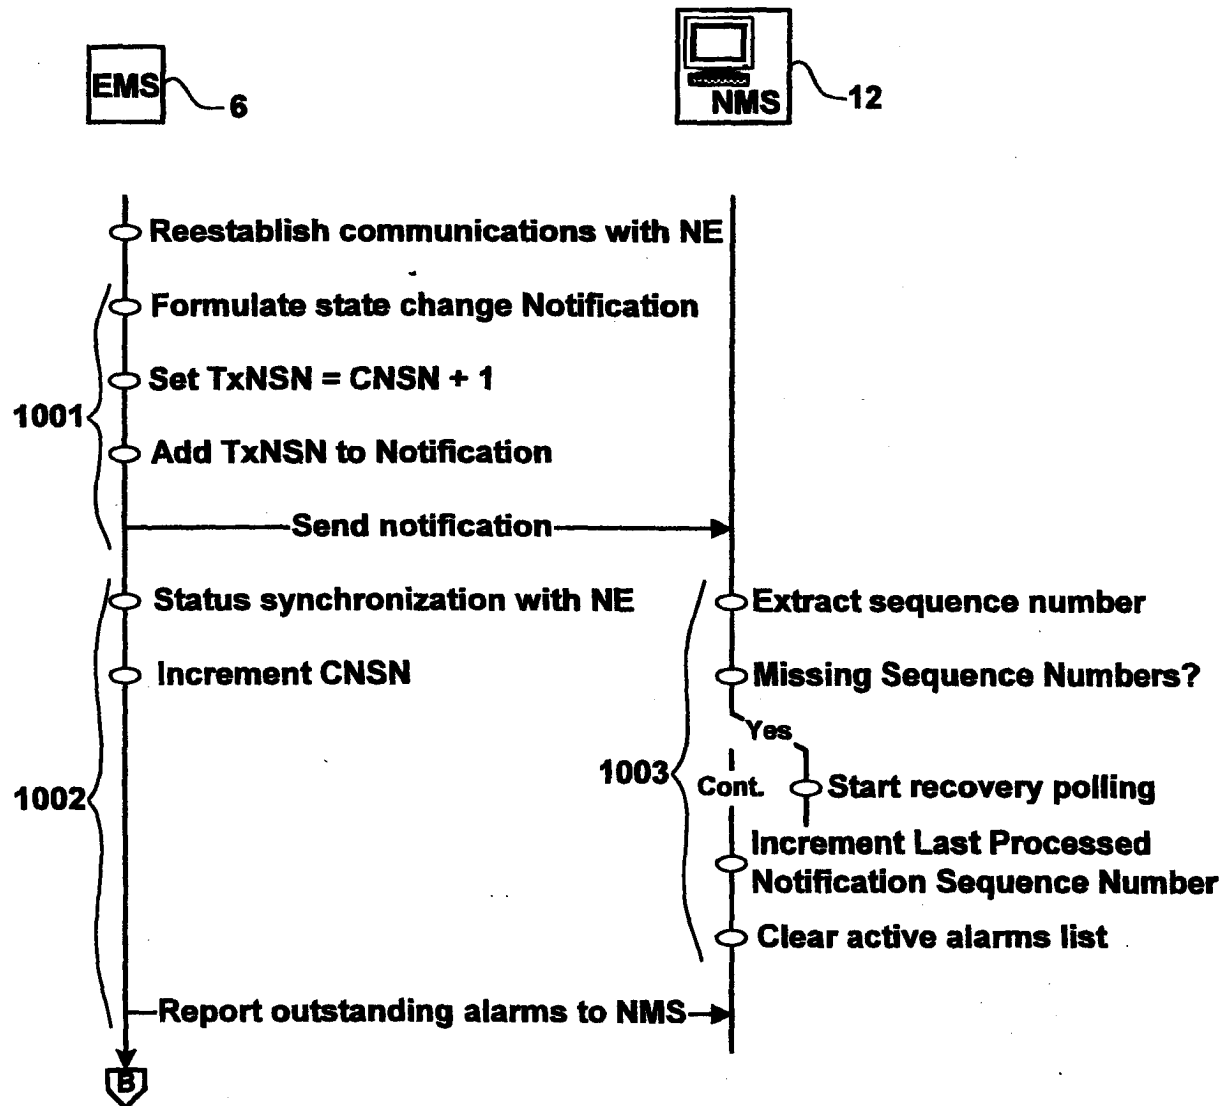 EMS
6
NMS
12
Reestablish communications with NE
Formulate state change Notification
Set TxNSN = CNSN + 1
1001
Add TxNSN to Notification
Send notification
Status synchronization with NE
Extract sequence number
Increment CNSN
Missing Sequence Numbers?
Yes
1003
Cont.
Start recovery polling
1002
Increment Last Processed
Notification Sequence Number
Clear active alarms list
Report outstanding alarms to NMS
B